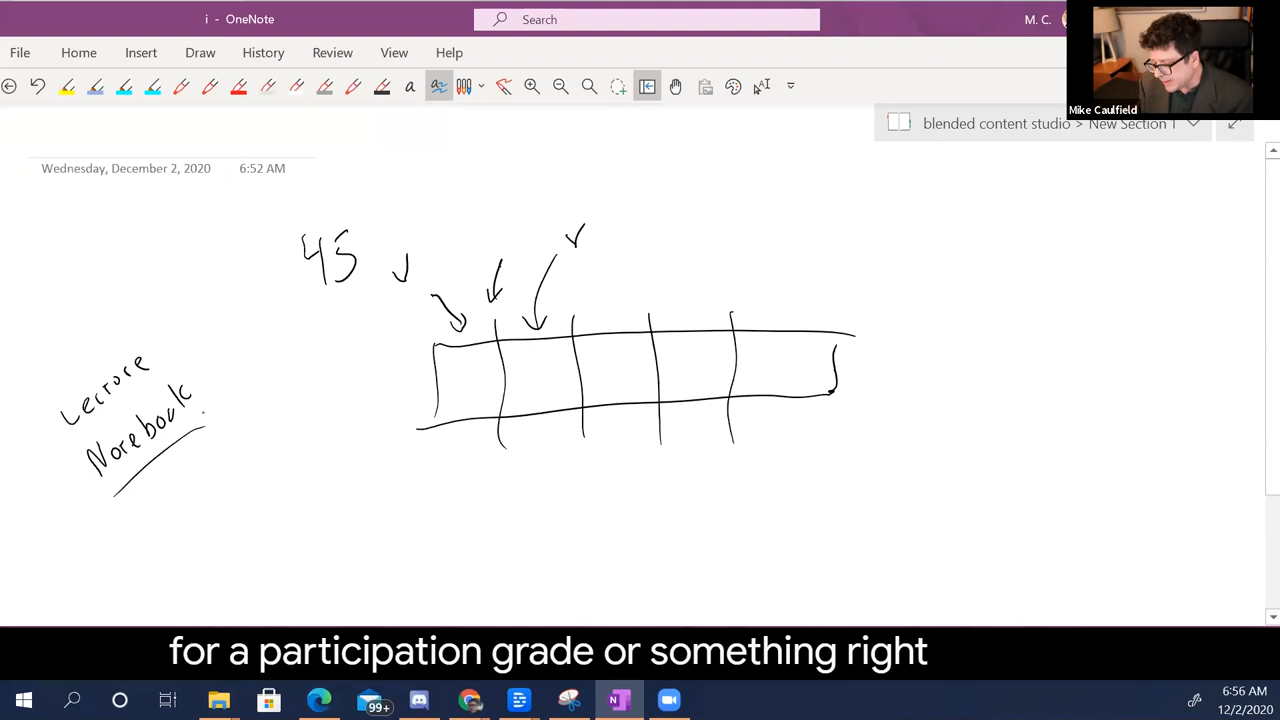 i - OneNote
Search
M. C.
File Home Insert Draw History Review View Help
Mike Caulfield
blended content studio > New Section 1
Wednesday, December 2, 2020 6:52 AM
45
Lecture
Notebook
for a participation grade or something right
99+
6:56 AM
12/2/2020